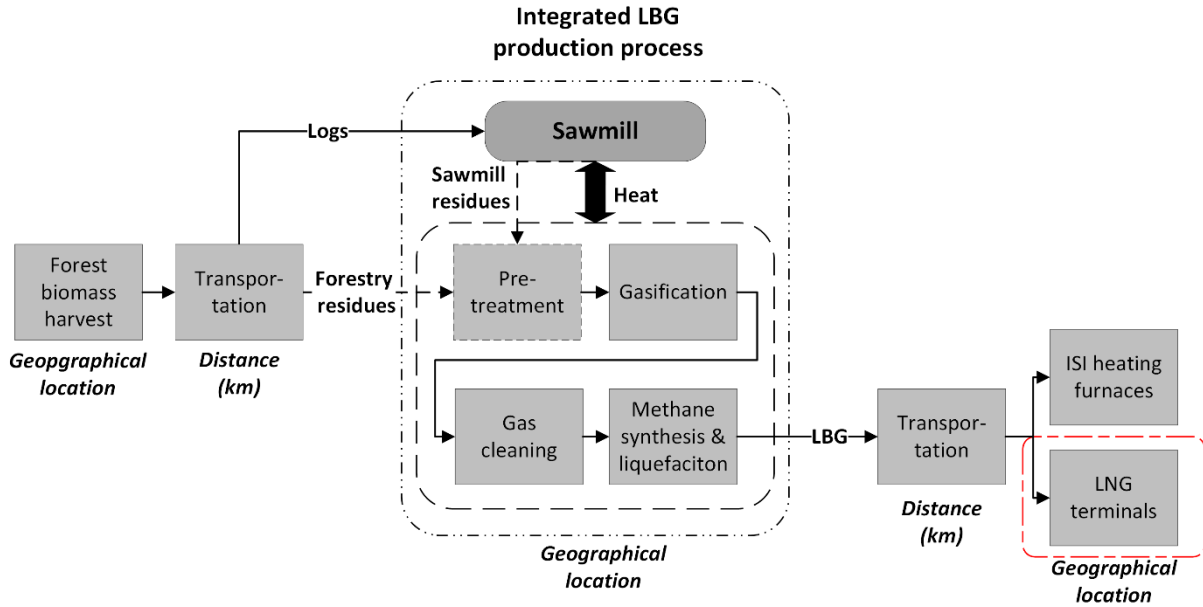 Integrated LBG
production process
Sawmill
Logs
Sawmill
residues
Heat
Forest
biomass
harvest
Geopgraphical
location
Transpor-
tation
Distance
(km)
Forestry
residues
Pre-
treatment
Gasification
Gas
cleaning
Methane
synthesis &
liquefaciton
LBG
Geographical
location
Transpor-
tation
Distance
(km)
ISI heating
furnaces
LNG
terminals
Geographical
location